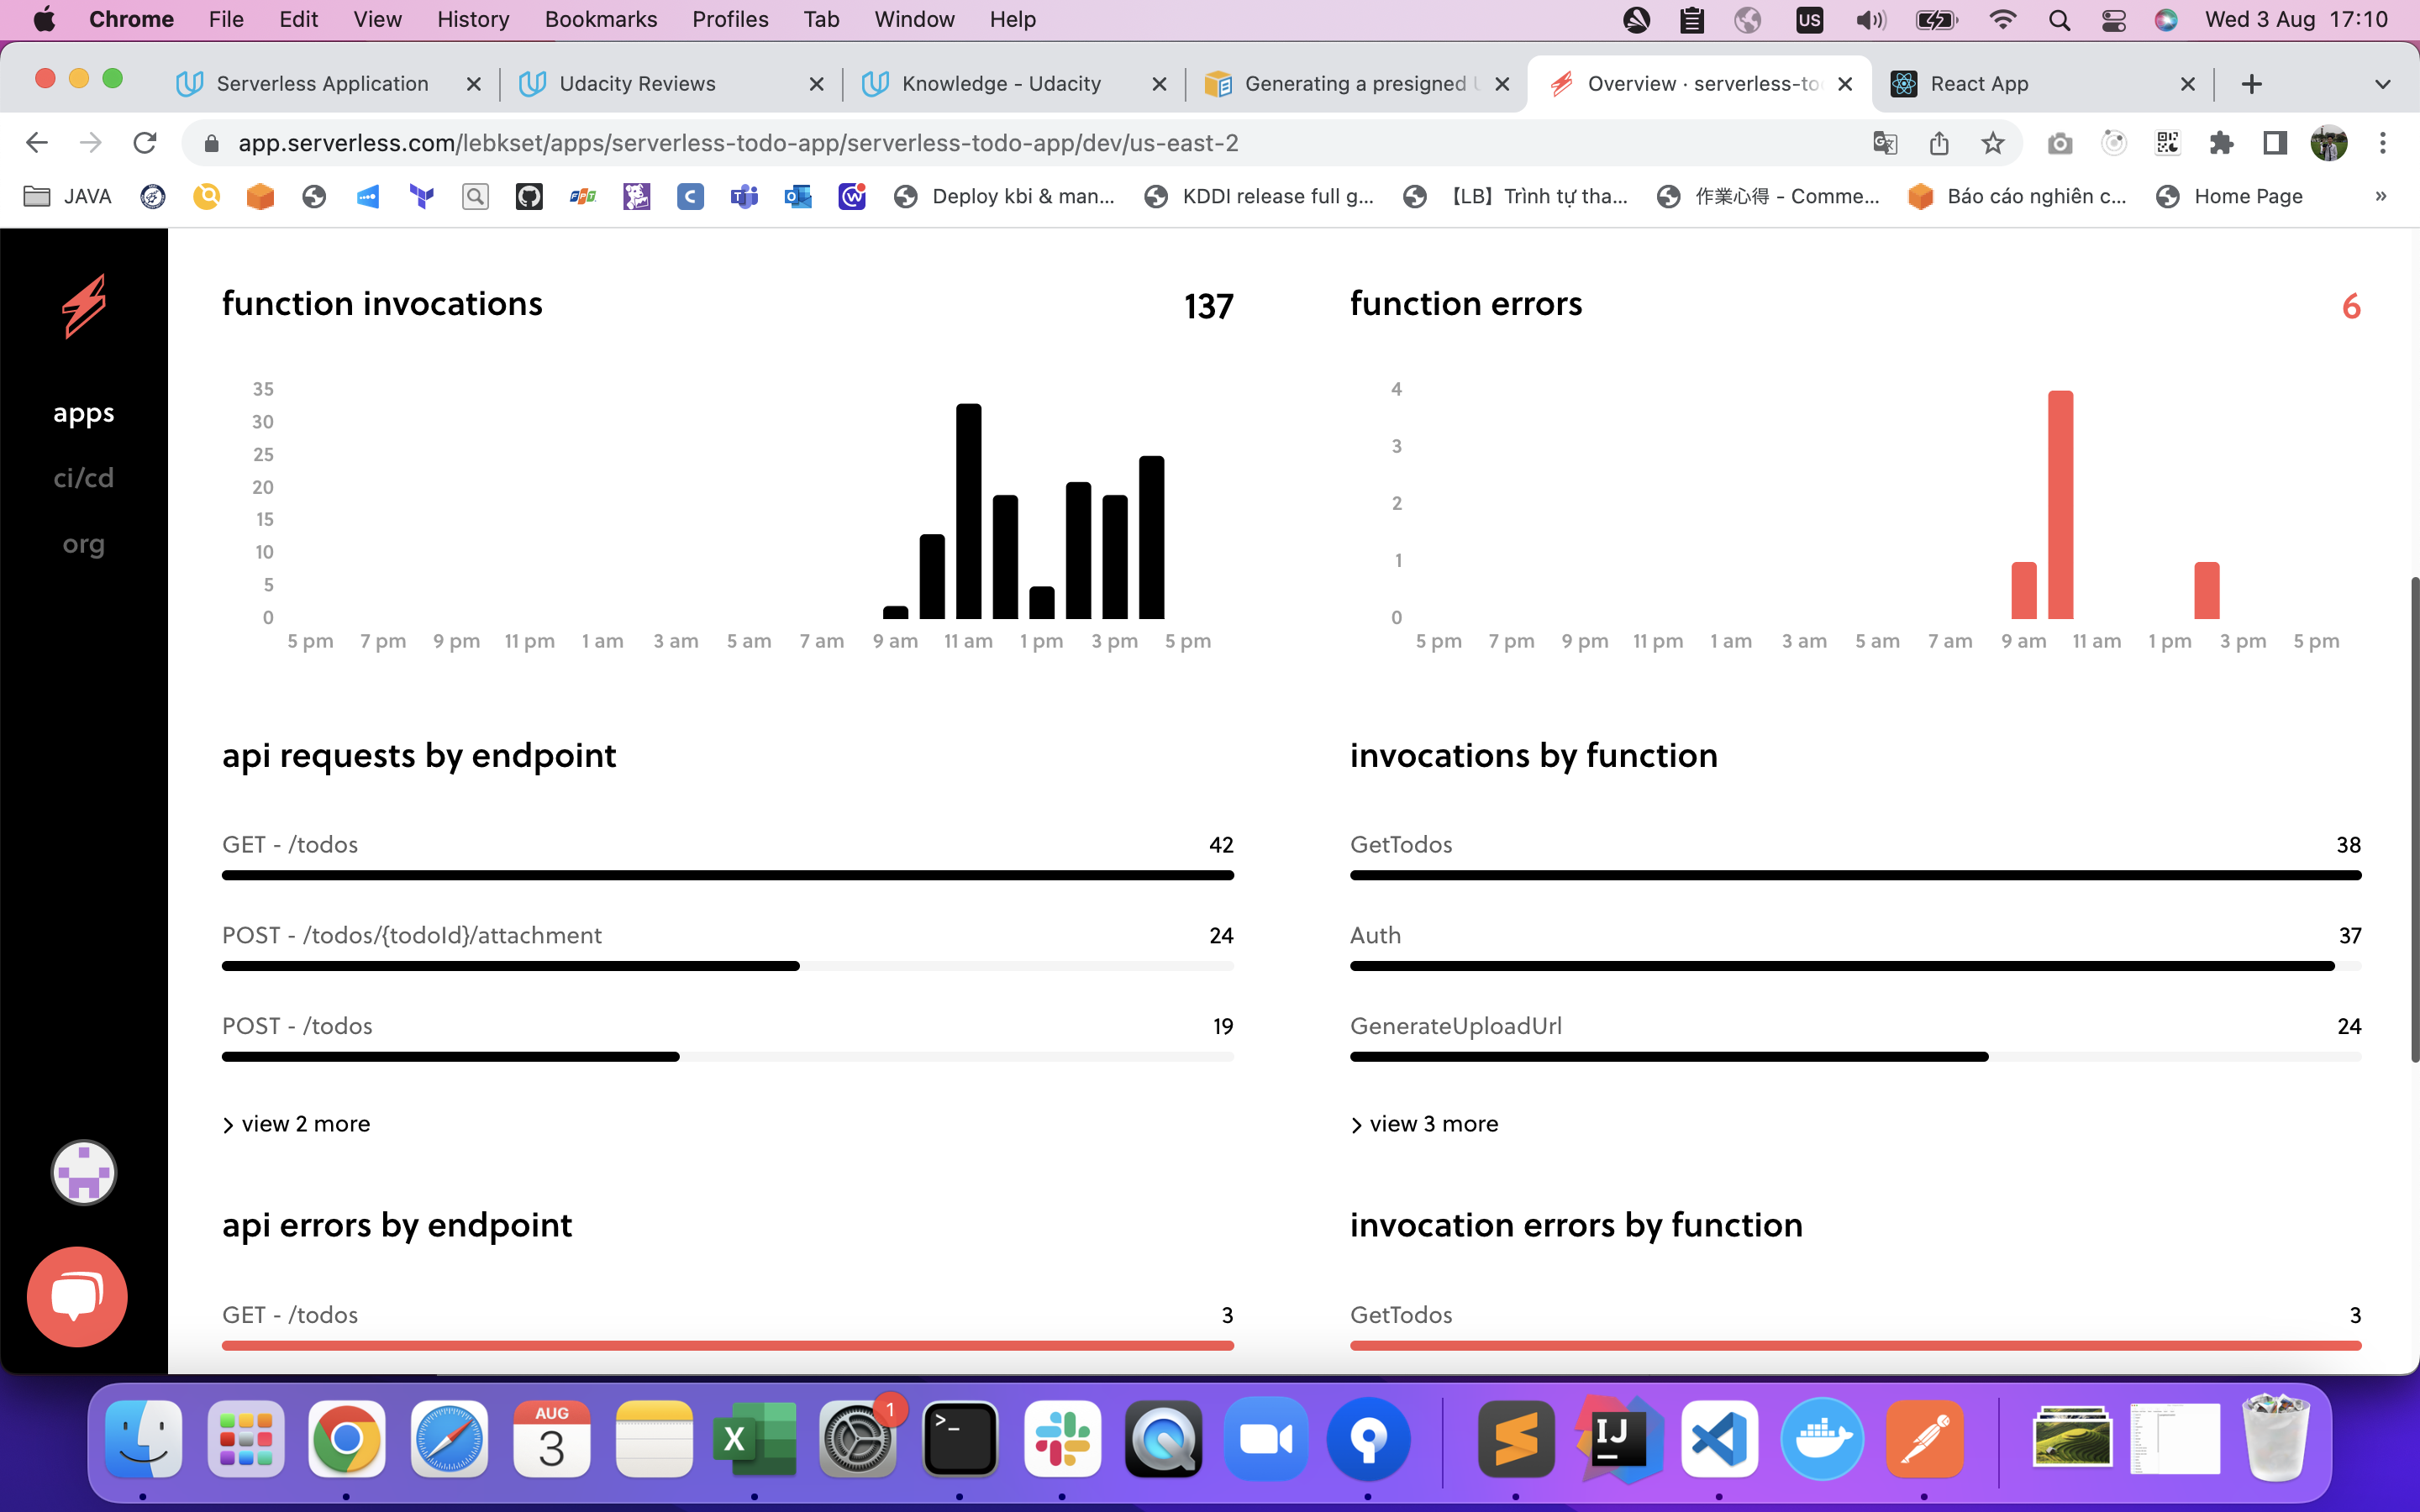 Chrome File Edit View History Bookmarks Profiles Tab Window Help US Wed 3 Aug 17:10
Serverless Application Udacity Reviews Knowledge - Udacity Generating a presigned Overview · serverless-to React App
app.serverless.com/lebkset/apps/serverless-todo-app/serverless-todo-app/dev/us-east-2
JAVA Deploy kbi & man... KDDI release full g... 【LB】Trình tự tha... 作業心得 - Comme... Báo cáo nghiên c... Home Page »
apps
ci/cd
org
function invocations 137
35
30
25
20
15
10
5
0
5 pm 7 pm 9 pm 11 pm 1 am 3 am 5 am 7 am 9 am 11 am 1 pm 3 pm 5 pm
function errors 6
4
3
2
1
0
5 pm 7 pm 9 pm 11 pm 1 am 3 am 5 am 7 am 9 am 11 am 1 pm 3 pm 5 pm
api requests by endpoint
GET - /todos 42
POST - /todos/{todoId}/attachment 24
POST - /todos 19
> view 2 more
invocations by function
GetTodos 38
Auth 37
GenerateUploadUrl 24
> view 3 more
api errors by endpoint
GET - /todos 3
invocation errors by function
GetTodos 3
AUG
3
X
1
>_
IJ